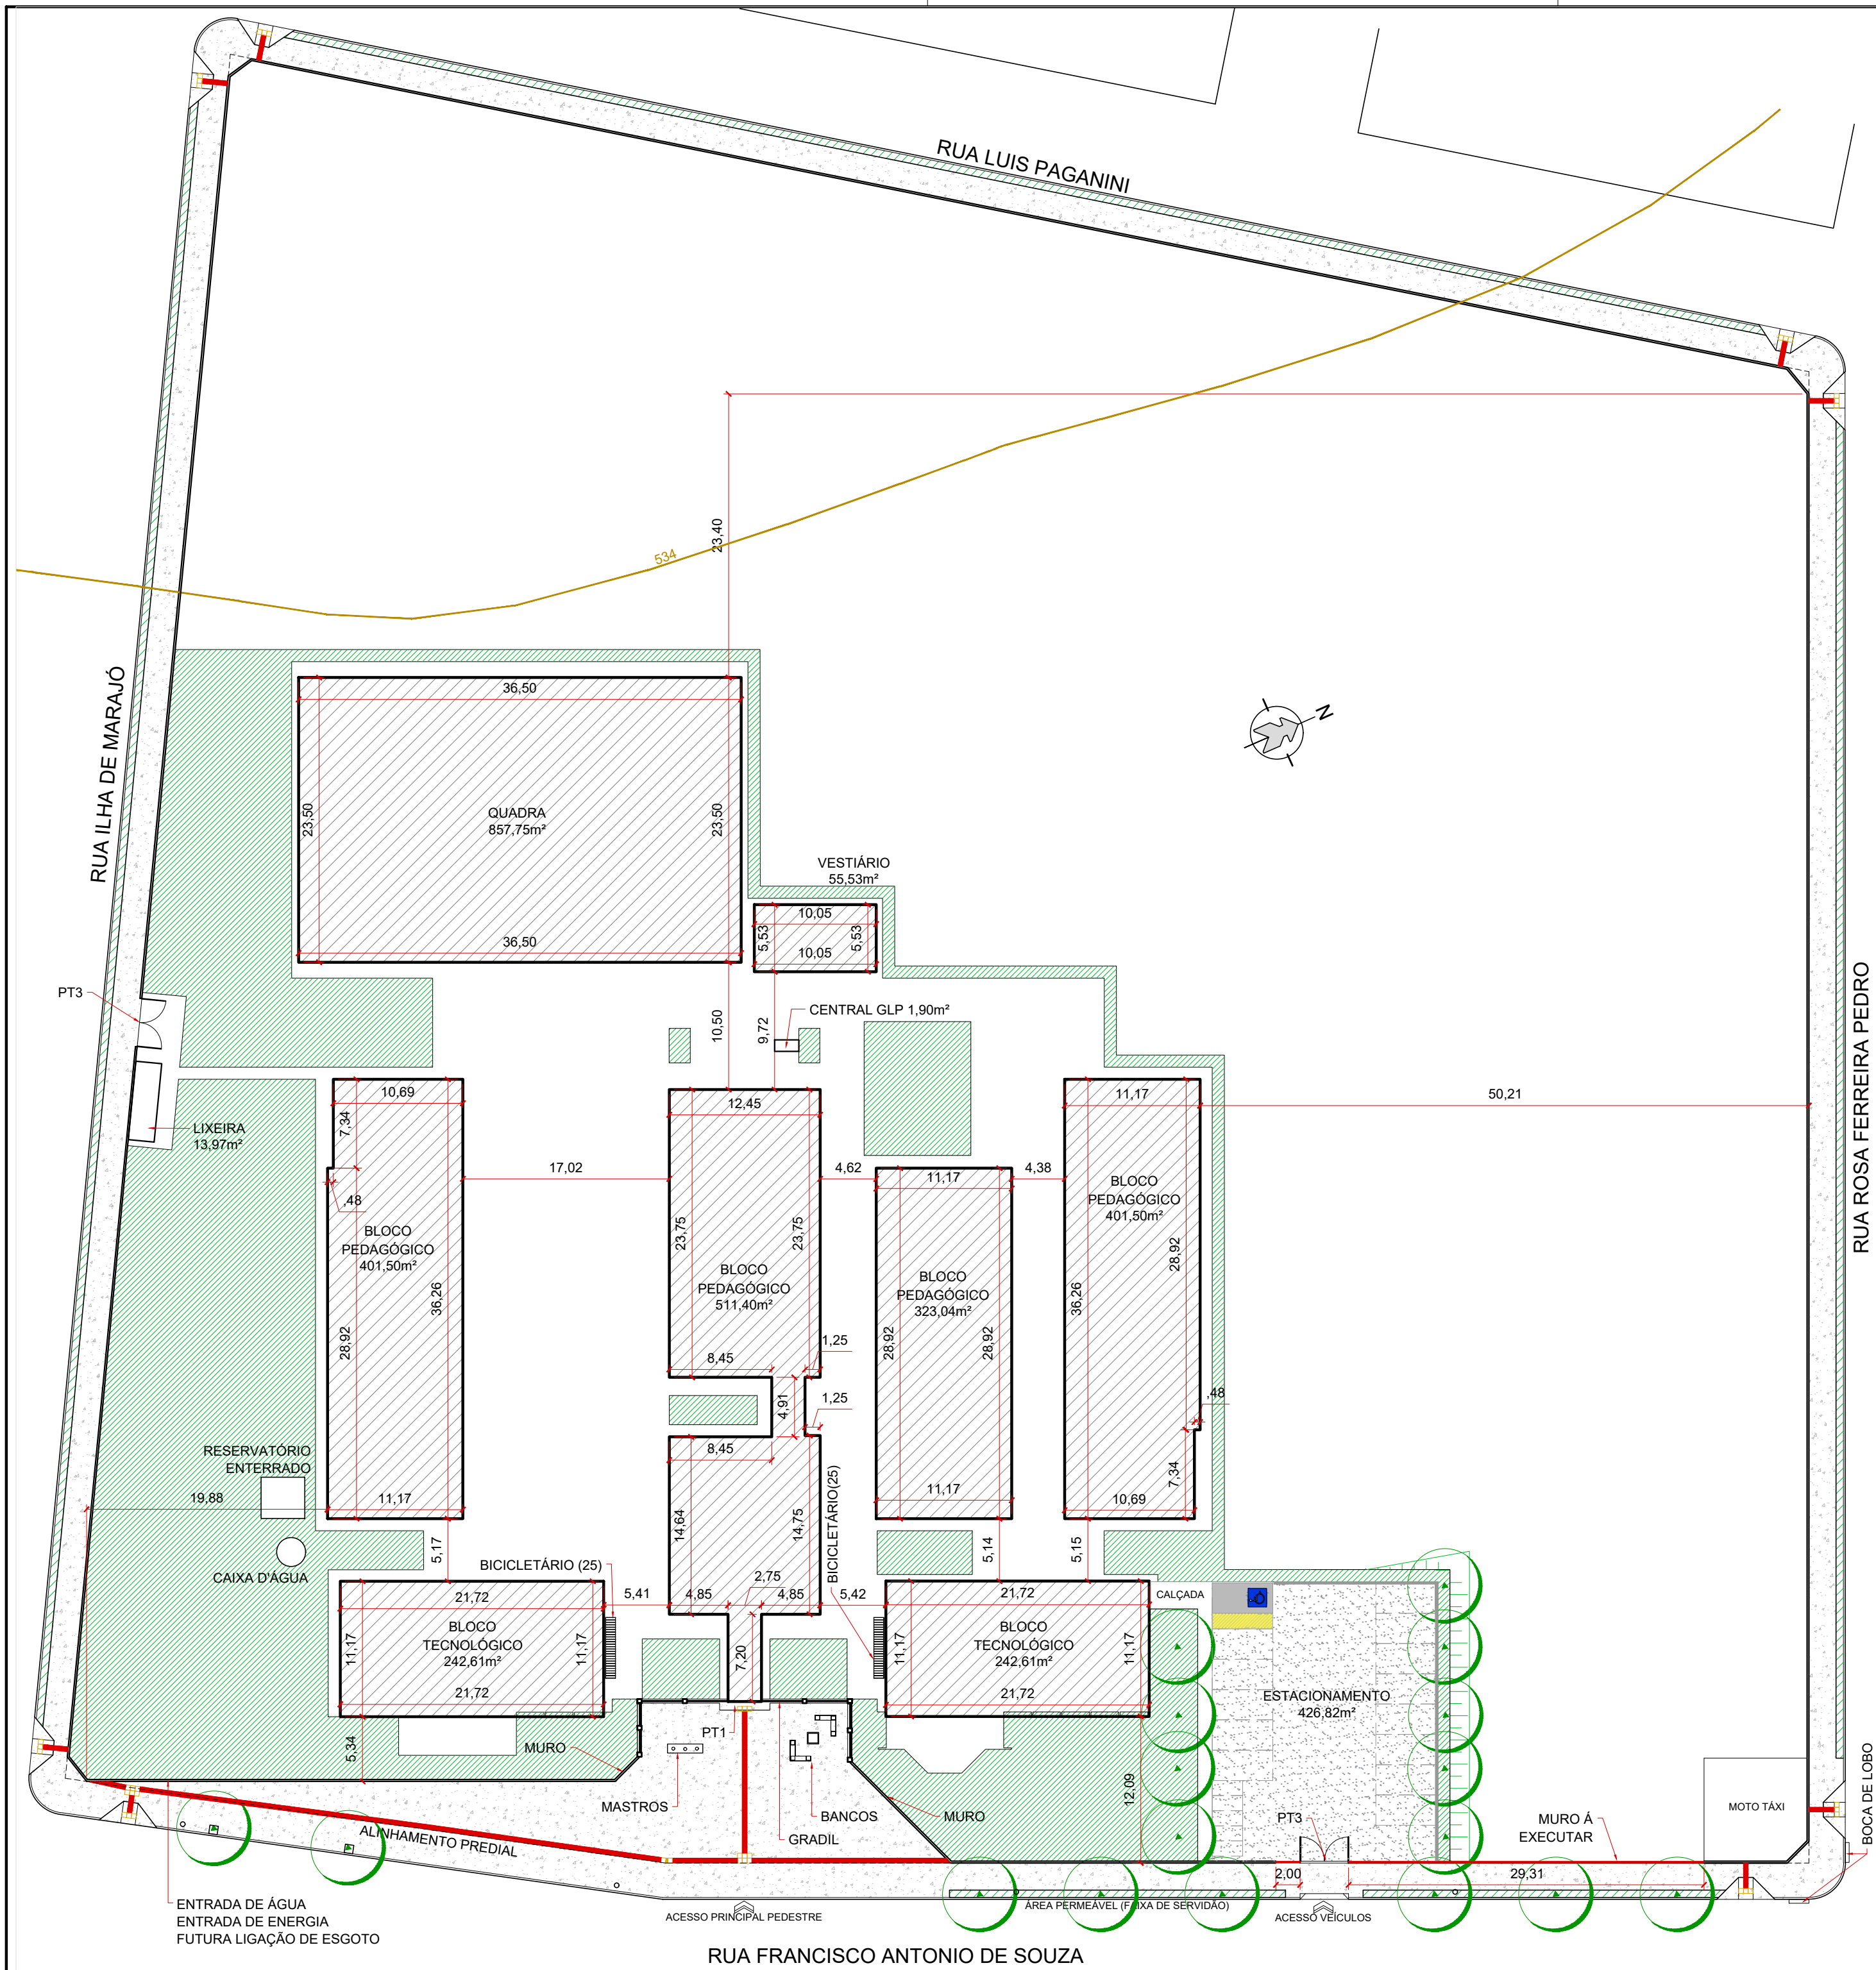 RUA LUIS PAGANINI
534
23,40
RUA ILHA DE MARAJÓ
N
36,50
QUADRA
857,75m²
23,50
23,50
36,50
VESTIÁRIO
55,53m²
10,05
5,53
5,53
10,05
PT3
CENTRAL GLP 1,90m²
10,50
9,72
RUA ROSA FERREIRA PEDRO
10,69
7,34
,48
LIXEIRA
13,97m²
BLOCO
PEDAGÓGICO
401,50m²
36,26
28,92
11,17
17,02
12,45
23,75
23,75
BLOCO
PEDAGÓGICO
511,40m²
8,45
1,25
4,91
1,25
8,45
14,64
14,75
4,62
11,17
BLOCO
PEDAGÓGICO
323,04m²
28,92
28,92
11,17
4,38
11,17
50,21
BLOCO
PEDAGÓGICO
401,50m²
28,92
36,26
,48
7,34
10,69
RESERVATÓRIO
ENTERRADO
19,88
CAIXA D'ÁGUA
5,17
BICICLETÁRIO (25)
BICICLETÁRIO(25)
5,14
5,15
21,72
BLOCO
TECNOLÓGICO
242,61m²
11,17
11,17
21,72
5,41
4,85
2,75
4,85
5,42
7,20
21,72
BLOCO
TECNOLÓGICO
242,61m²
11,17
11,17
21,72
CALÇADA
ESTACIONAMENTO
426,82m²
5,34
MURO
PT1
MASTROS
BANCOS
GRADIL
MURO
12,09
PT3
MURO Á
EXECUTAR
MOTO TÁXI
BOCA DE LOBO
ALINHAMENTO PREDIAL
2,00
29,31
ENTRADA DE ÁGUA
ENTRADA DE ENERGIA
FUTURA LIGAÇÃO DE ESGOTO
ACESSO PRINCIPAL PEDESTRE
ÁREA PERMEÁVEL (FAIXA DE SERVIDÃO)
ACESSO VEÍCULOS
RUA FRANCISCO ANTONIO DE SOUZA